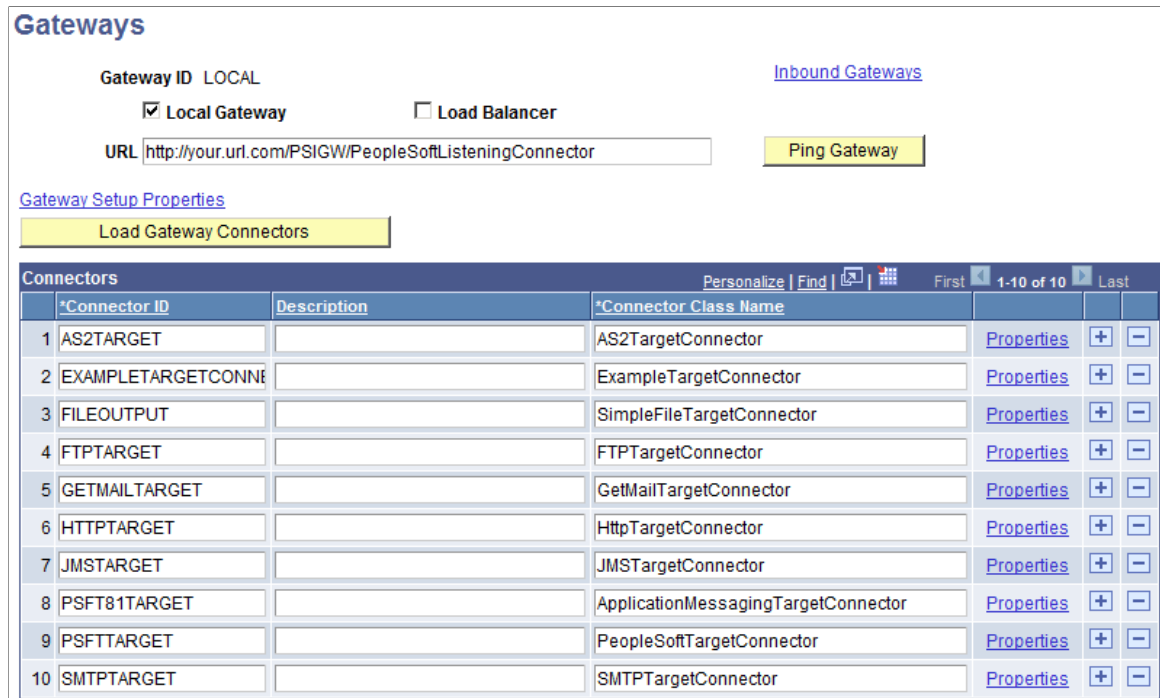 Gateways
Gateway ID LOCAL Inbound Gateways
Local Gateway Load Balancer
URL http://your.url.com/PSIGW/PeopleSoftListeningConnector Ping Gateway
Gateway Setup Properties
Load Gateway Connectors
Connectors Personalize | Find | | First 1-10 of 10 Last
*Connector ID Description *Connector Class Name
1 AS2TARGET AS2TargetConnector Properties + -
2 EXAMPLETARGETCONNE ExampleTargetConnector Properties + -
3 FILEOUTPUT SimpleFileTargetConnector Properties + -
4 FTPTARGET FTPTargetConnector Properties + -
5 GETMAILTARGET GetMailTargetConnector Properties + -
6 HTTPTARGET HttpTargetConnector Properties + -
7 JMSTARGET JMSTargetConnector Properties + -
8 PSFT81TARGET ApplicationMessagingTargetConnector Properties + -
9 PSFTTARGET PeopleSoftTargetConnector Properties + -
10 SMTPTARGET SMTPTargetConnector Properties + -